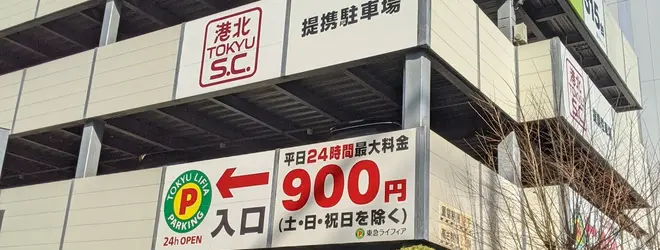 港北
TOKYU
S.C.
提携駐車場
港北
S.C.
TOKYU LIFIA
P
PARKING
24h OPEN
入口
平日24時間最大料金
900円
(土・日・祝日を除く)
P 東急ライフィア